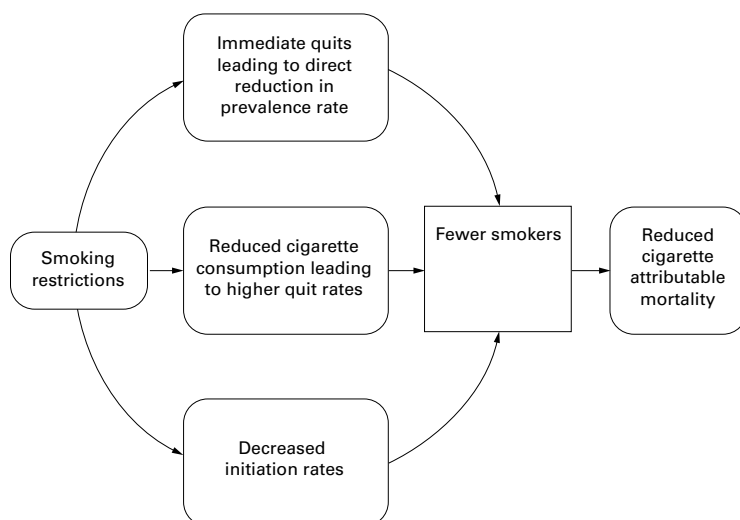 Immediate quits
leading to direct
reduction in
prevalence rate
Smoking
restrictions
Reduced cigarette
consumption leading
to higher quit rates
Fewer smokers
Reduced
cigarette
attributable
mortality
Decreased
initiation rates